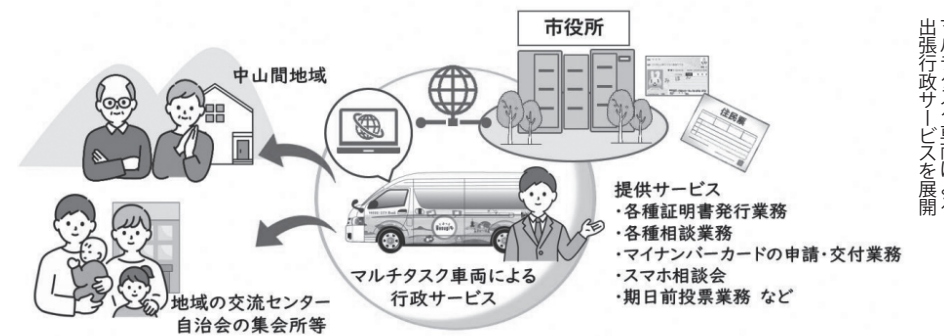 市役所
中山間地域
住民票
提供サービス
・各種証明書発行業務
・各種相談業務
・マイナンバーカードの申請・交付業務
・スマホ相談会
・期日前投票業務 など
マルチタスク車両による
行政サービス
地域の交流センター
自治会の集会所等
出張行政サービスを展開